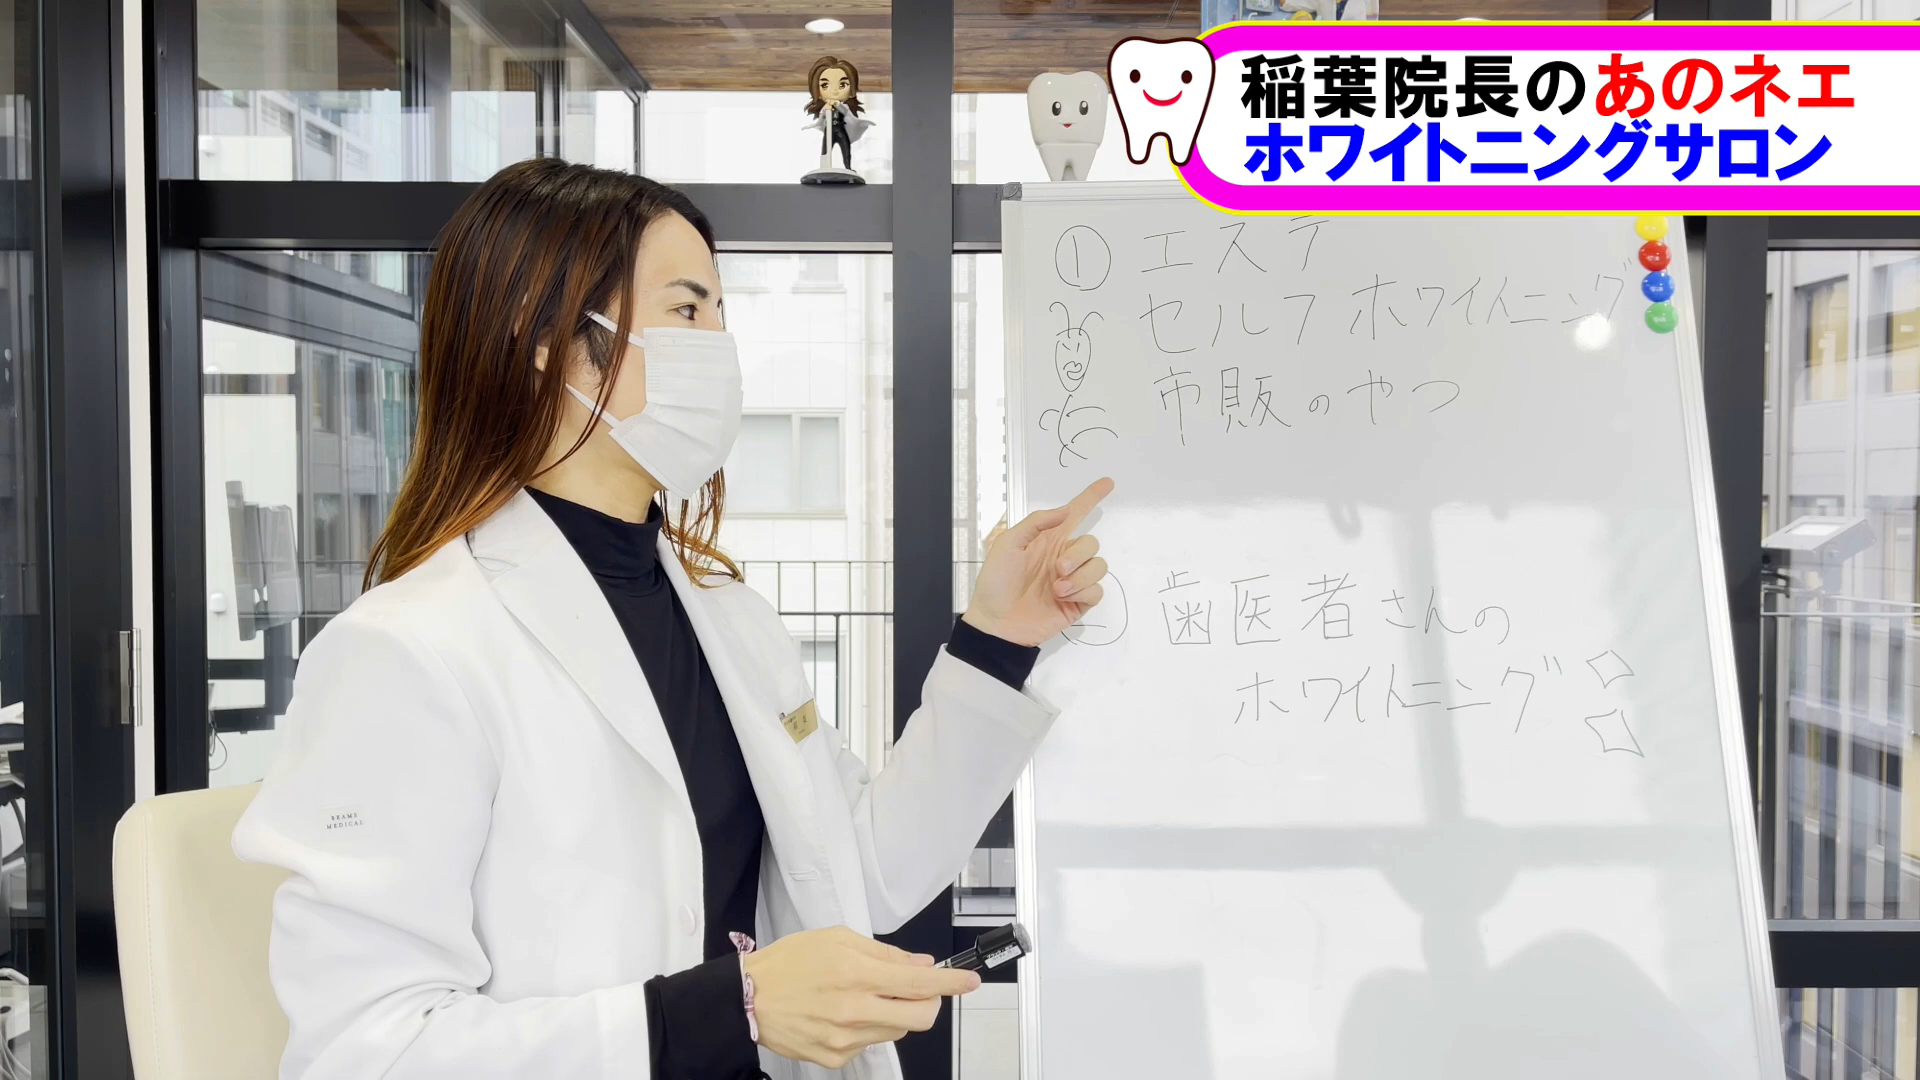 稲葉院長のあのネエ
ホワイトニングサロン
① エステ
セルフホワイトニング
市販のやつ
歯医者さんの
ホワイトニング
BEAMS
MEDICAL